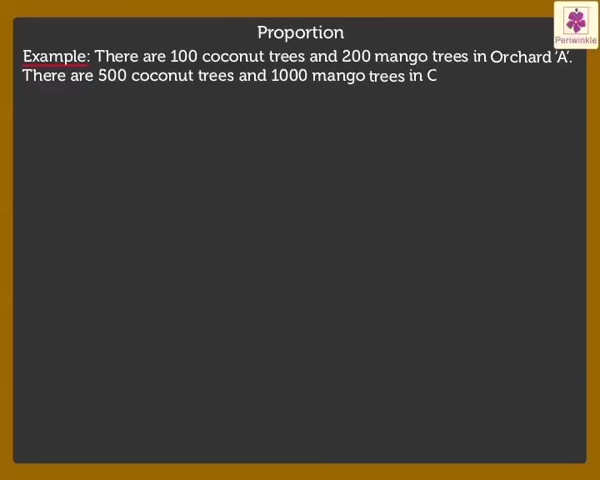 Proportion
Periwinkle
Example: There are 100 coconut trees and 200 mango trees in Orchard 'A'.
There are 500 coconut trees and 1000 mango trees in C